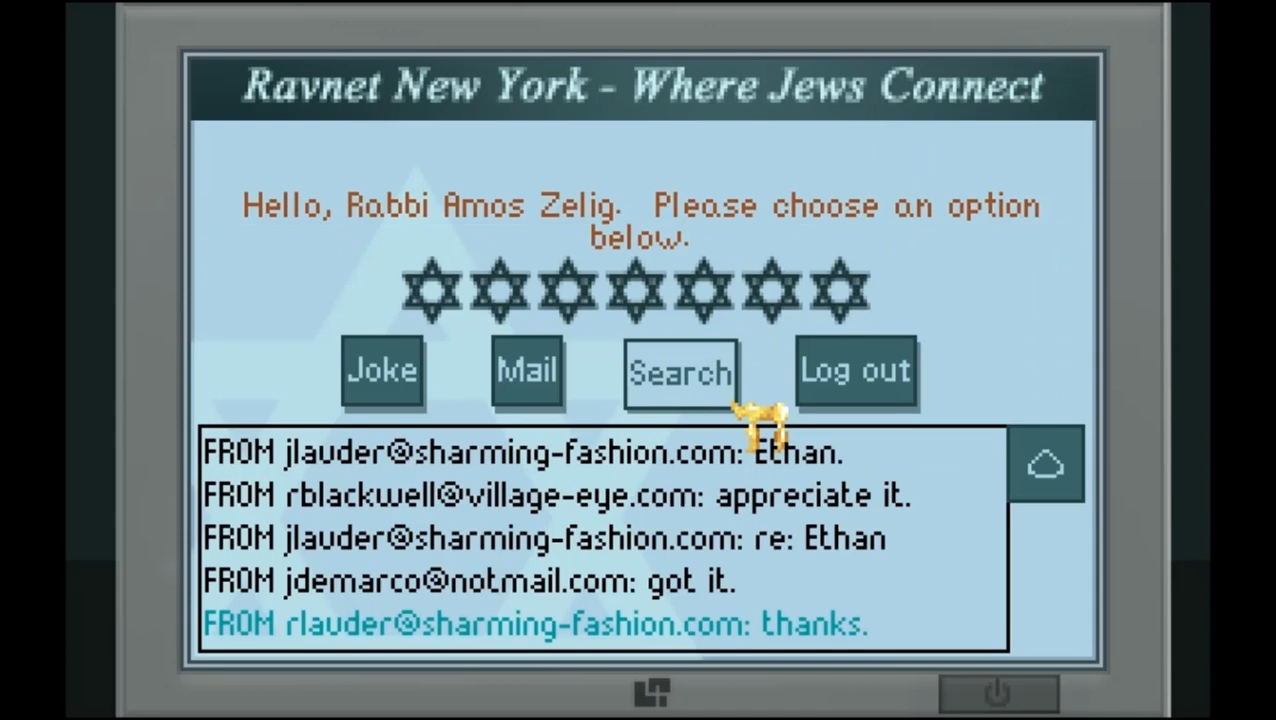 Ravnet New York - Where Jews Connect
Hello, Rabbi Amos Zelig. Please choose an option
below.
Joke Mail Search Log out
FROM jlauder@sharming-fashion.com: Ethan.
FROM rblackwell@village-eye.com: appreciate it.
FROM jlauder@sharming-fashion.com: re: Ethan
FROM jdemarco@notmail.com: got it.
FROM rlauder@sharming-fashion.com: thanks.